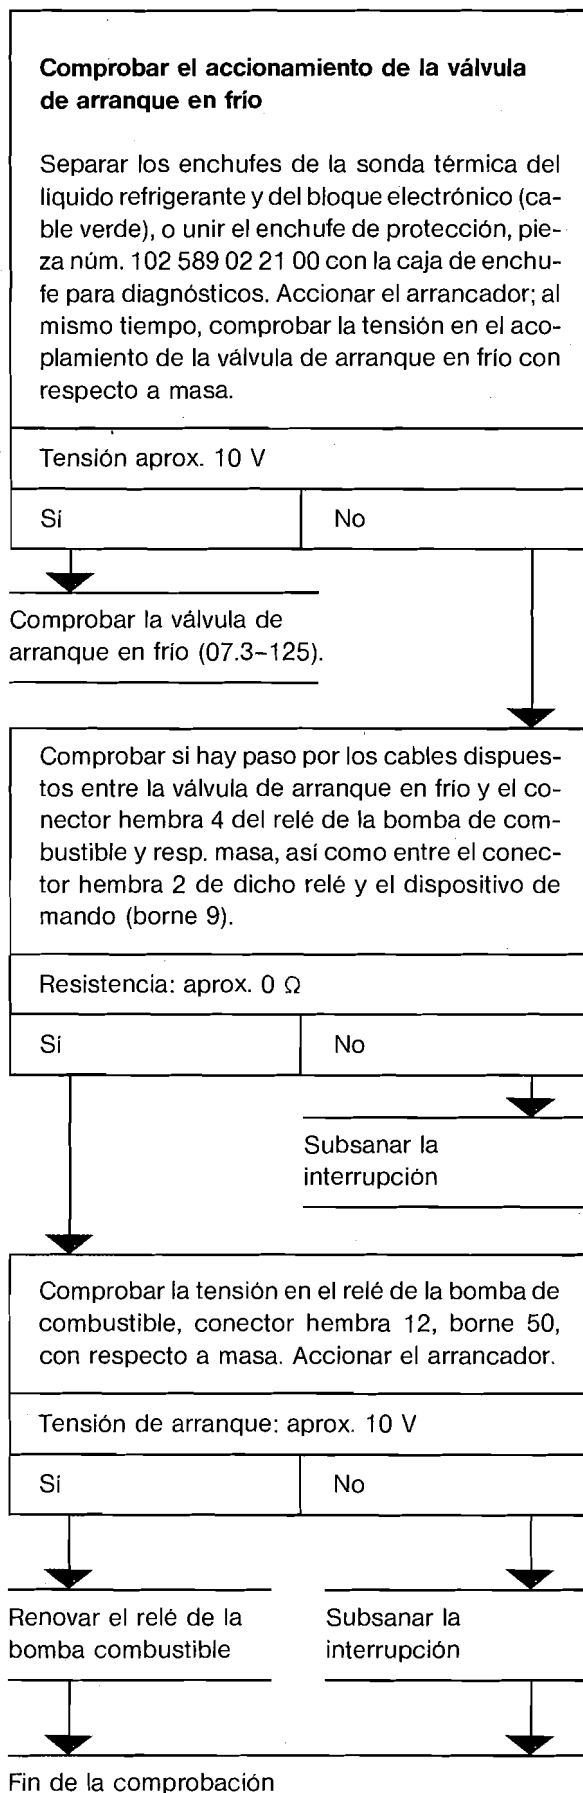 Comprobar el accionamiento de la válvula
de arranque en frío
Separar los enchufes de la sonda térmica del
líquido refrigerante y del bloque electrónico (ca-
ble verde), o unir el enchufe de protección, pie-
za núm. 102 589 02 21 00 con la caja de enchu-
fe para diagnósticos. Accionar el arrancador; al
mismo tiempo, comprobar la tensión en el aco-
plamiento de la válvula de arranque en frío con
respecto a masa.
Tensión aprox. 10 V
Sí No
Comprobar la válvula de
arranque en frío (07.3–125).
Comprobar si hay paso por los cables dispues-
tos entre la válvula de arranque en frío y el co-
nector hembra 4 del relé de la bomba de com-
bustible y resp. masa, así como entre el conec-
tor hembra 2 de dicho relé y el dispositivo de
mando (borne 9).
Resistencia: aprox. 0 Ω
Sí No
Subsanar la
interrupción
Comprobar la tensión en el relé de la bomba de
combustible, conector hembra 12, borne 50,
con respecto a masa. Accionar el arrancador.
Tensión de arranque: aprox. 10 V
Sí No
Renovar el relé de la
bomba combustible
Subsanar la
interrupción
Fin de la comprobación